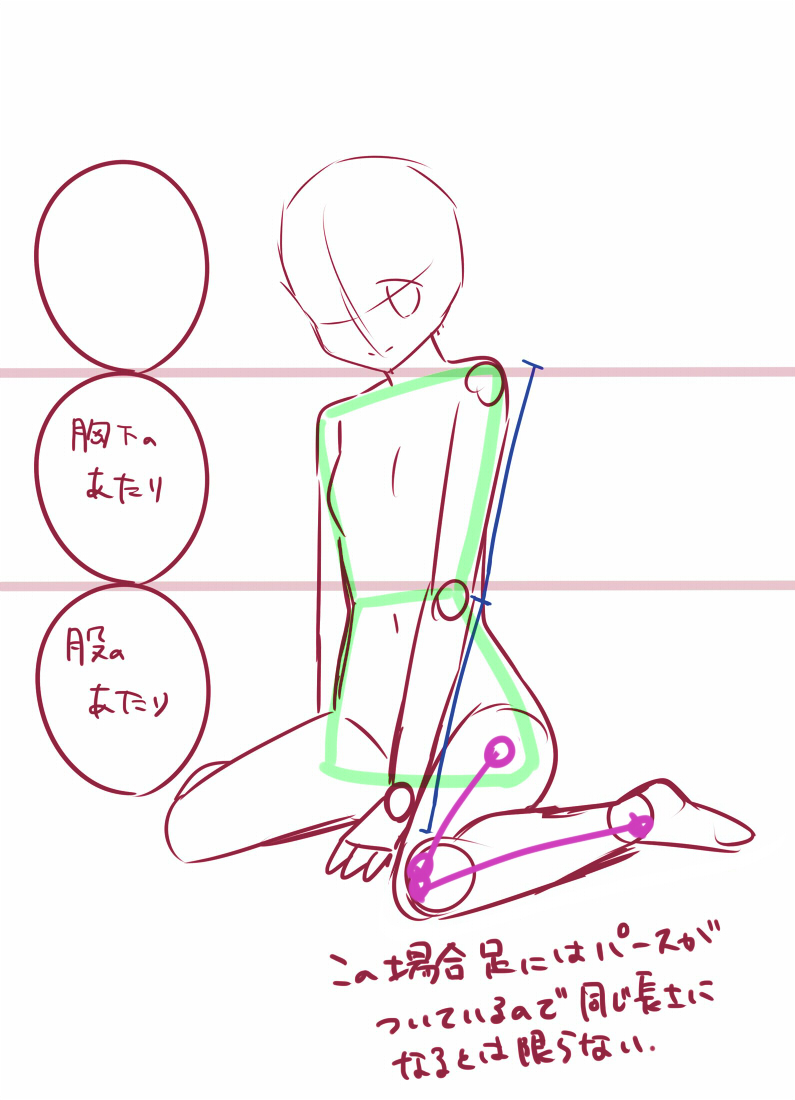 胸下の
あたり
股の
あたり
この場合足にはパースが
ついているので同じ長さに
なるとは限らない.